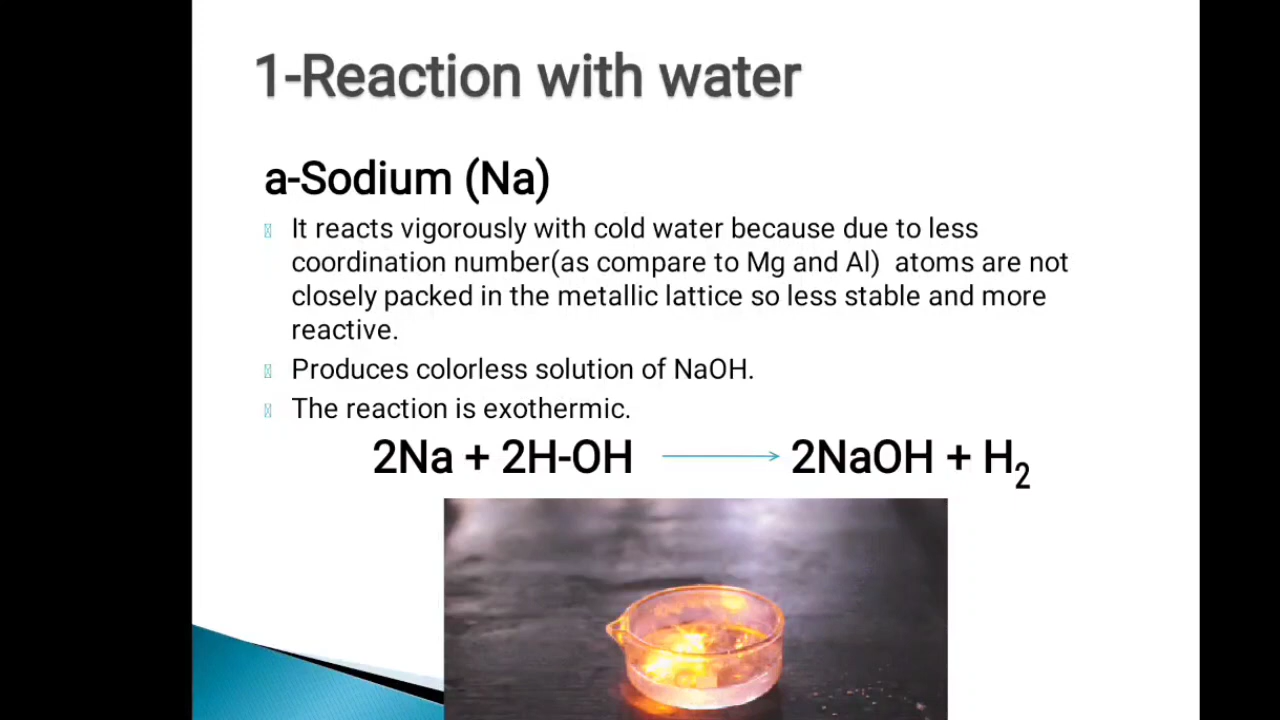 1-Reaction with water
a-Sodium (Na)
It reacts vigorously with cold water because due to less
coordination number(as compare to Mg and Al) atoms are not
closely packed in the metallic lattice so less stable and more
reactive.
Produces colorless solution of NaOH.
The reaction is exothermic.
2Na + 2H-OH → 2NaOH + H₂